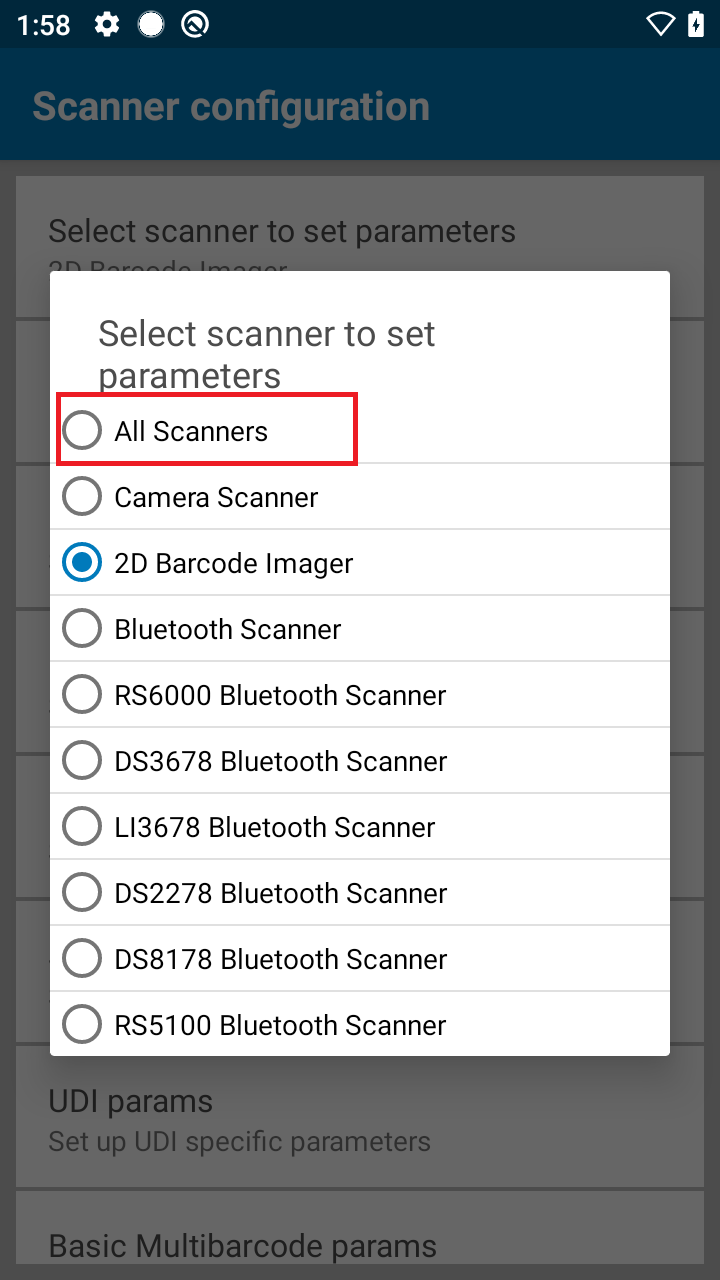 1:58
Scanner configuration
Select scanner to set parameters
2D Barcode Imager
Select scanner to set
parameters
All Scanners
Camera Scanner
2D Barcode Imager
Bluetooth Scanner
RS6000 Bluetooth Scanner
DS3678 Bluetooth Scanner
LI3678 Bluetooth Scanner
DS2278 Bluetooth Scanner
DS8178 Bluetooth Scanner
RS5100 Bluetooth Scanner
UDI params
Set up UDI specific parameters
Basic Multibarcode params